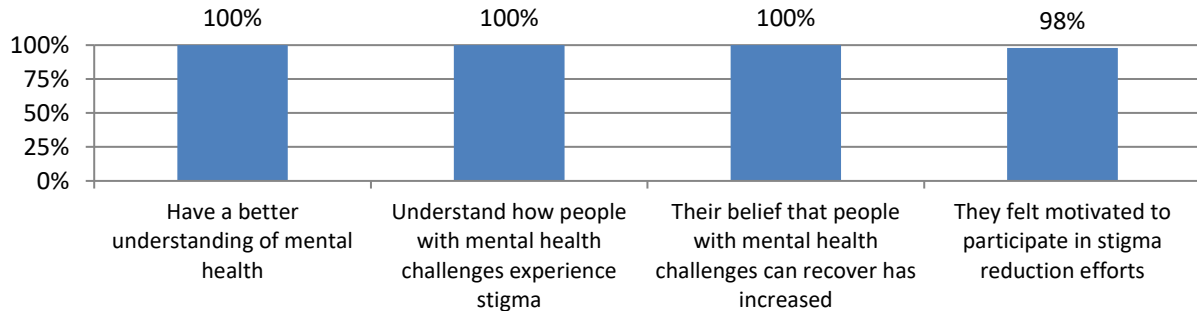 100%
100%
100%
98%
100%
75%
50%
25%
0%
Have a better
understanding of mental
health
Understand how people
with mental health
challenges experience
stigma
Their belief that people
with mental health
challenges can recover has
increased
They felt motivated to
participate in stigma
reduction efforts